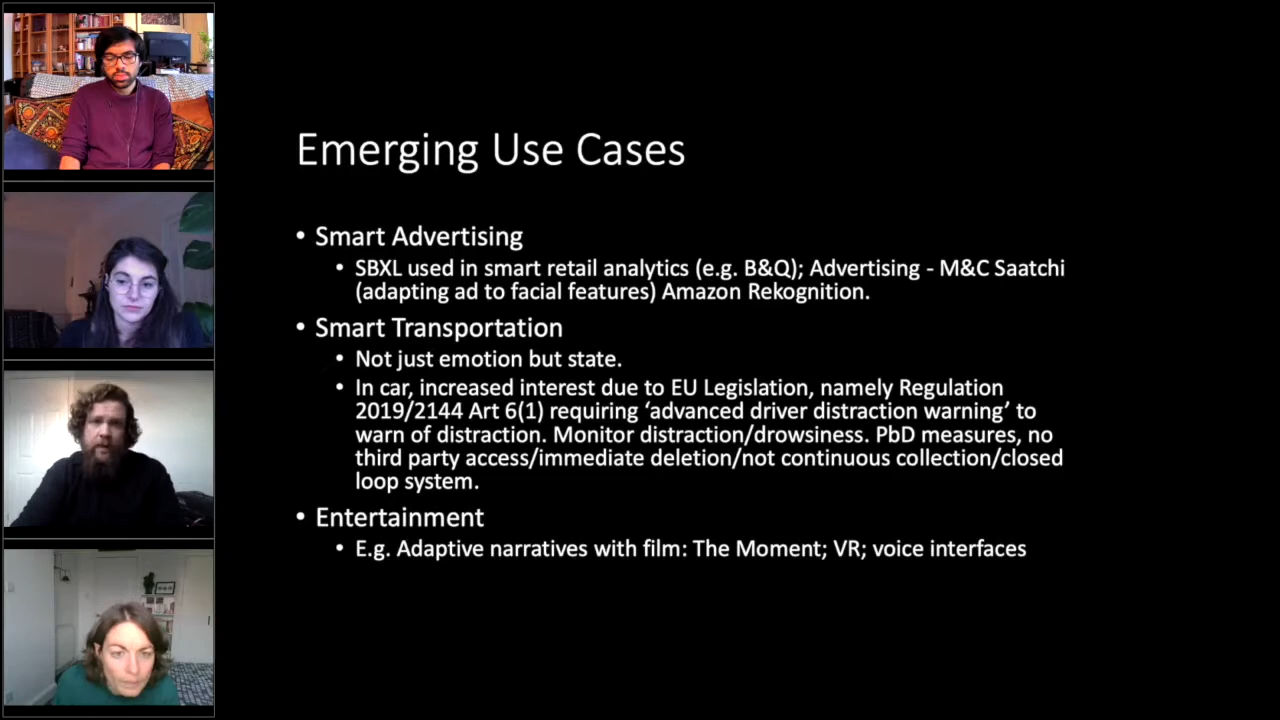 Emerging Use Cases
• Smart Advertising
• SBXL used in smart retail analytics (e.g. B&Q); Advertising - M&C Saatchi
(adapting ad to facial features) Amazon Rekognition.
• Smart Transportation
• Not just emotion but state.
• In car, increased interest due to EU Legislation, namely Regulation
2019/2144 Art 6(1) requiring ‘advanced driver distraction warning’ to
warn of distraction. Monitor distraction/drowsiness. PbD measures, no
third party access/immediate deletion/not continuous collection/closed
loop system.
• Entertainment
• E.g. Adaptive narratives with film: The Moment; VR; voice interfaces